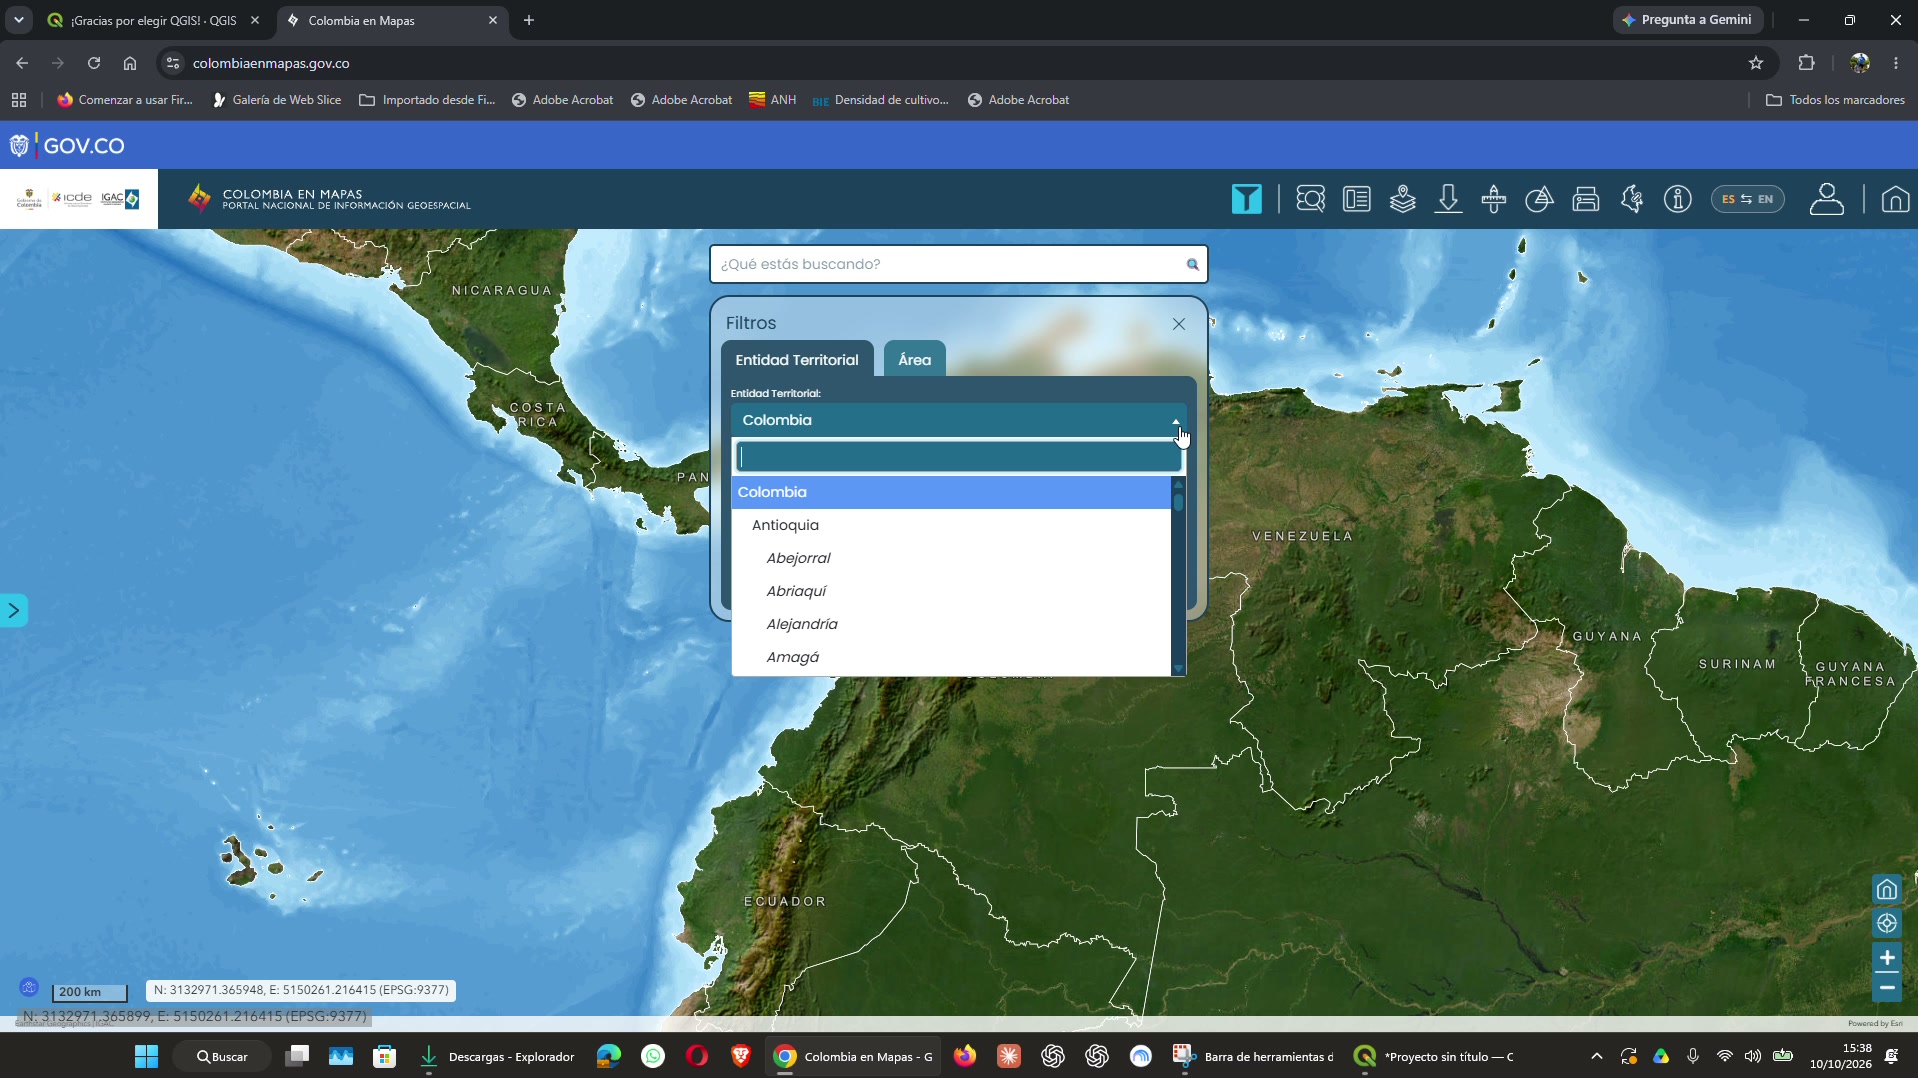 ¡Gracias por elegir QGIS! · QGIS
Colombia en Mapas
Pregunta a Gemini
colombiaenmapas.gov.co
Comenzar a usar Fir...
Galería de Web Slice
Importado desde Fi...
Adobe Acrobat
Adobe Acrobat
ANH
BIE Densidad de cultivo...
Adobe Acrobat
Todos los marcadores
GOV.CO
icde
IGAC
COLOMBIA EN MAPAS
PORTAL NACIONAL DE INFORMACIÓN GEOESPACIAL
ES ⇆ EN
¿Qué estás buscando?
Filtros
Entidad Territorial
Área
Entidad Territorial:
Colombia
Colombia
Antioquia
Abejorral
Abriaquí
Alejandría
Amagá
NICARAGUA
COSTA
RICA
PAN
VENEZUELA
GUYANA
SURINAM
GUYANA
FRANCESA
ECUADOR
200 km
N: 3132971.365948, E: 5150261.216415 (EPSG:9377)
N: 3132971.365899, E: 5150261.216415 (EPSG:9377)
Earthstar Geographics | IGAC
Powered by Esri
Buscar
Descargas - Explorador
Colombia en Mapas - G
Barra de herramientas d
*Proyecto sin título — C
15:38
10/10/2026